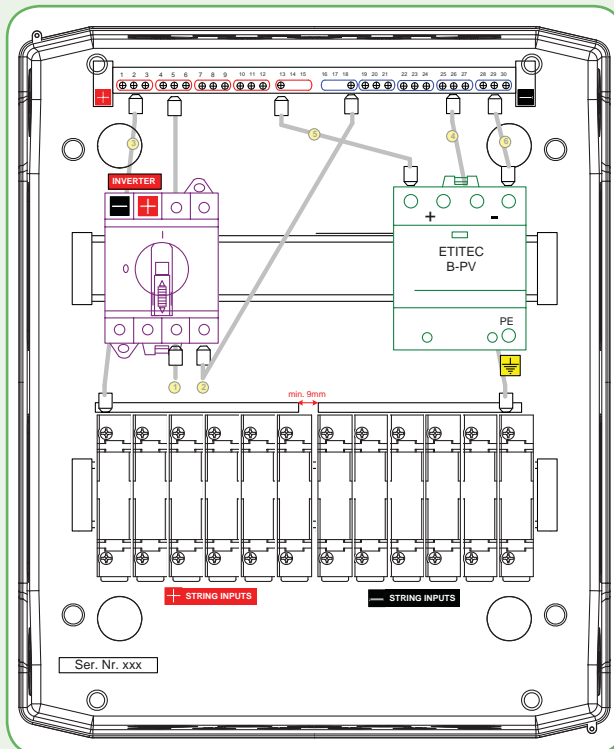 1 2 3 4 5 6 7 8 9 10 11 12 13 14 15 16 17 18 19 20 21 22 23 24 25 26 27 28 29 30
+ −
3 5 4 6
INVERTER
− +
I
0
+ -
ETITEC
B-PV
PE
1 2
min. 9mm
+ STRING INPUTS
− STRING INPUTS
Ser. Nr. xxx